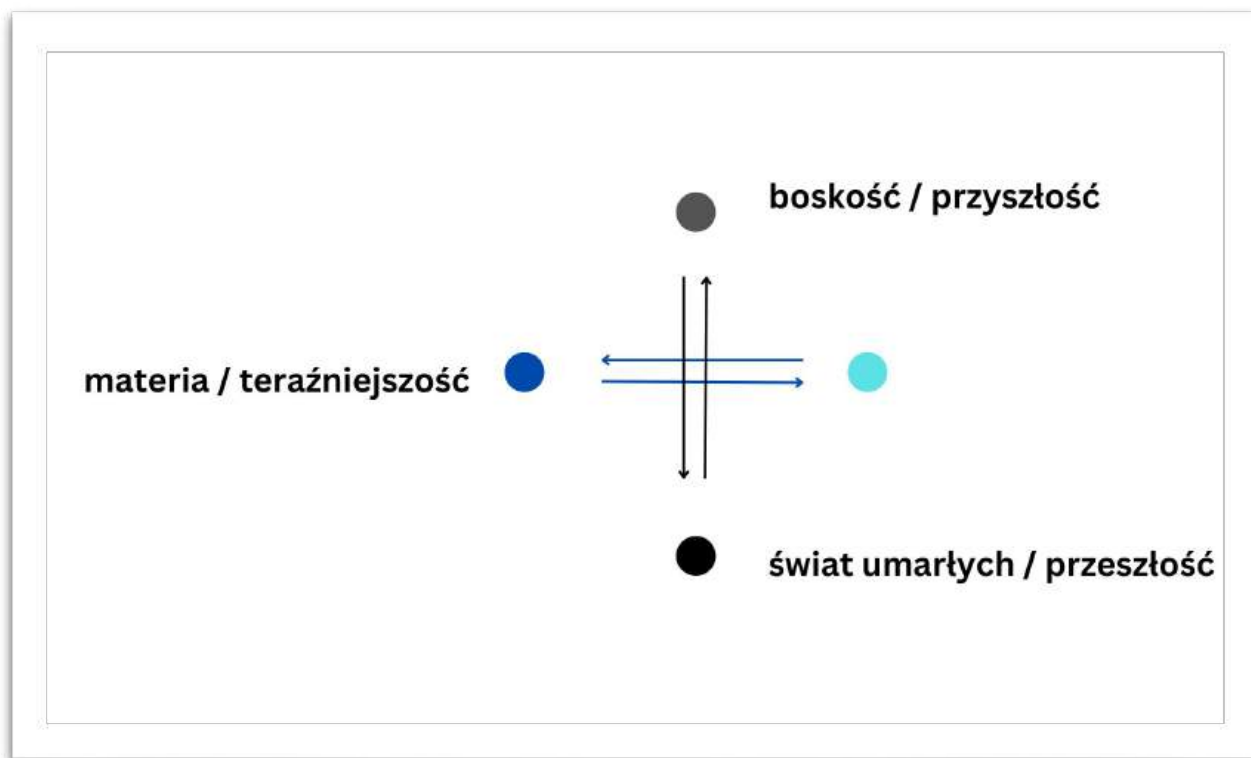 boskość / przyszłość
materia / teraźniejszość
świat umarłych / przeszłość